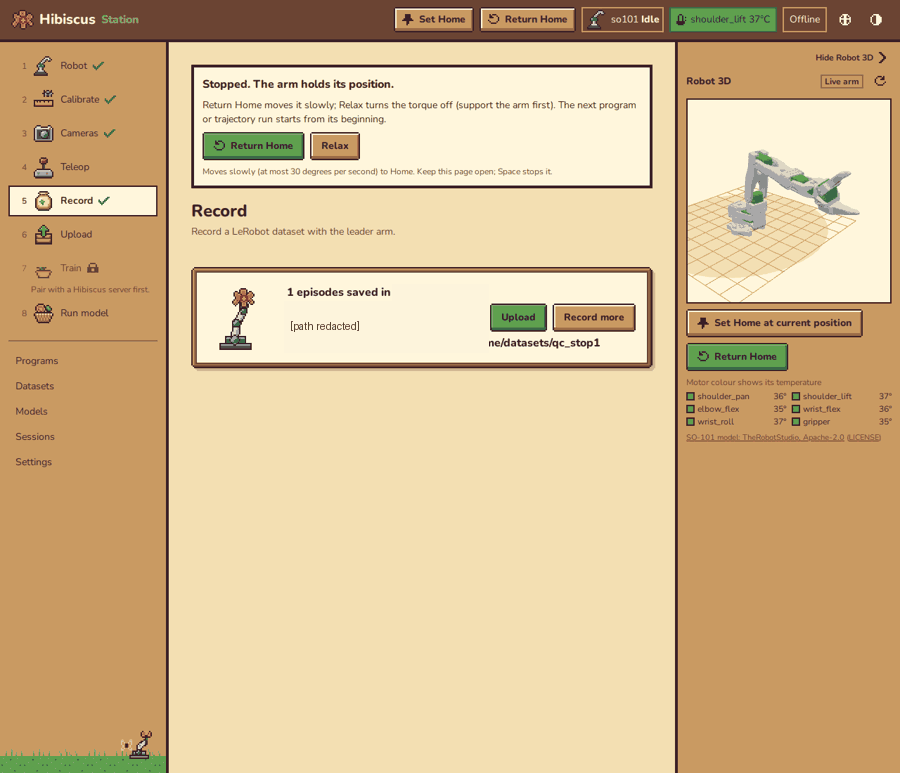 Hibiscus Station
Set Home
Return Home
so101 Idle
shoulder_lift 37°C
Offline
1 Robot
2 Calibrate
3 Cameras
4 Teleop
5 Record
6 Upload
7 Train
Pair with a Hibiscus server first.
8 Run model
Programs
Datasets
Models
Sessions
Settings
Stopped. The arm holds its position.
Return Home moves it slowly; Relax turns the torque off (support the arm first). The next program
or trajectory run starts from its beginning.
Return Home
Relax
Moves slowly (at most 30 degrees per second) to Home. Keep this page open; Space stops it.
Record
Record a LeRobot dataset with the leader arm.
1 episodes saved in
[path redacted]
ne/datasets/qc_stop1
Upload
Record more
Hide Robot 3D
Robot 3D
Live arm
Set Home at current position
Return Home
Motor colour shows its temperature
shoulder_pan 36° shoulder_lift 37°
elbow_flex 35° wrist_flex 36°
wrist_roll 37° gripper 35°
SO-101 model: TheRobotStudio, Apache-2.0 (LICENSE)